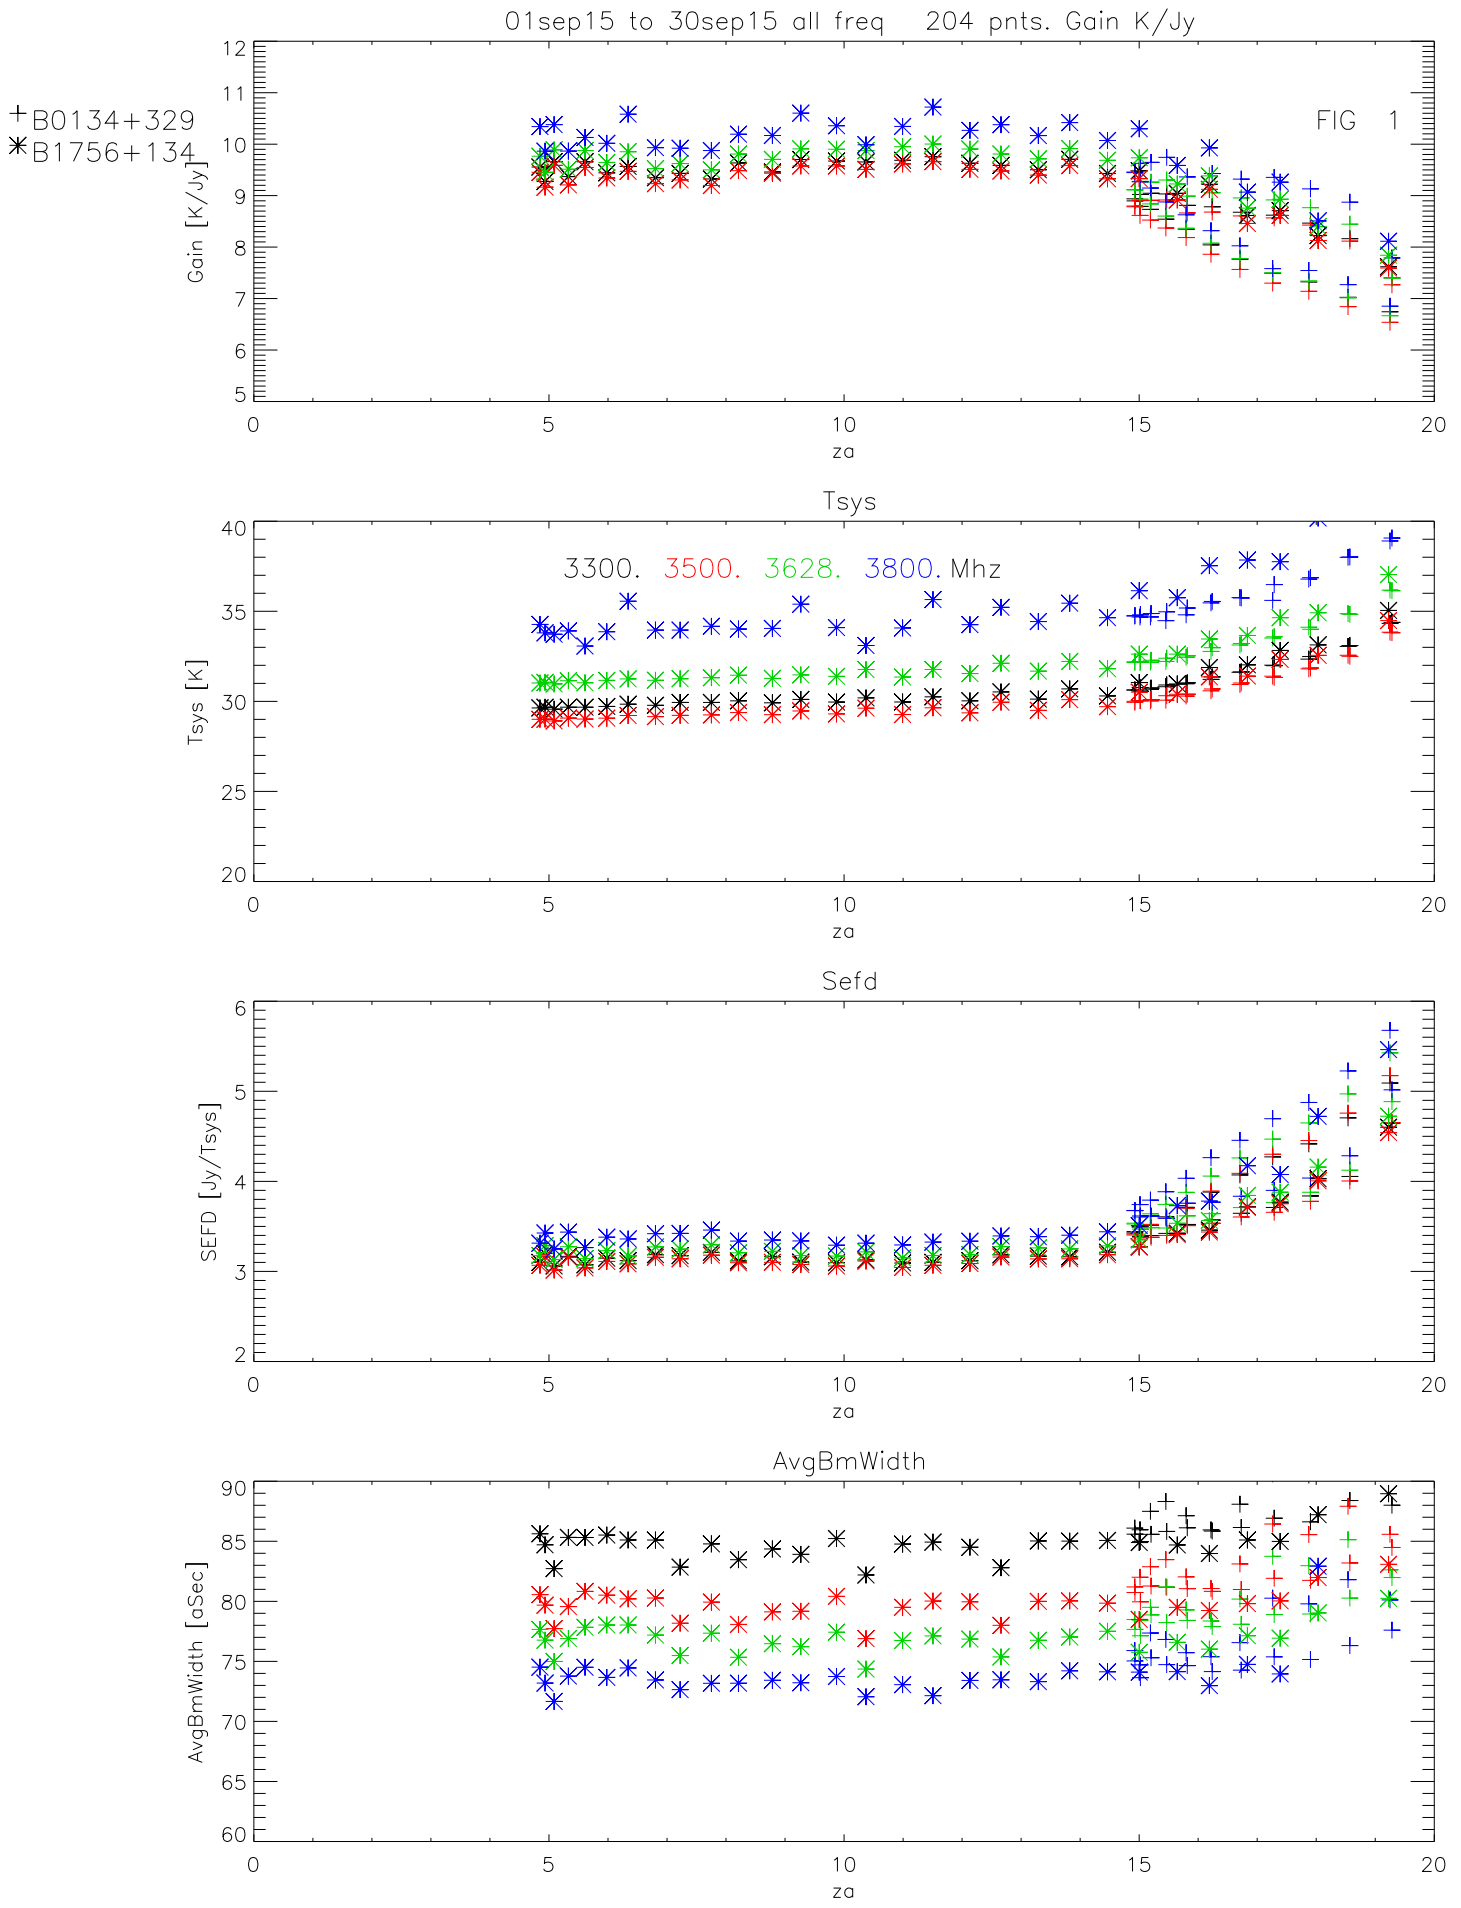 01sep15 to 30sep15 all freq 204 pnts. Gain K/Jy
B0134+329
B1756+134
FIG 1
Gain [K/Jy]
12
11
10
9
8
7
6
5
0 5 10 15 20
za
Tsys
3300. 3500. 3628. 3800. Mhz
Tsys [K]
40
35
30
25
20
0 5 10 15 20
za
Sefd
SEFD [Jy/Tsys]
6
5
4
3
2
0 5 10 15 20
za
AvgBmWidth
AvgBmWidth [aSec]
90
85
80
75
70
65
60
0 5 10 15 20
za